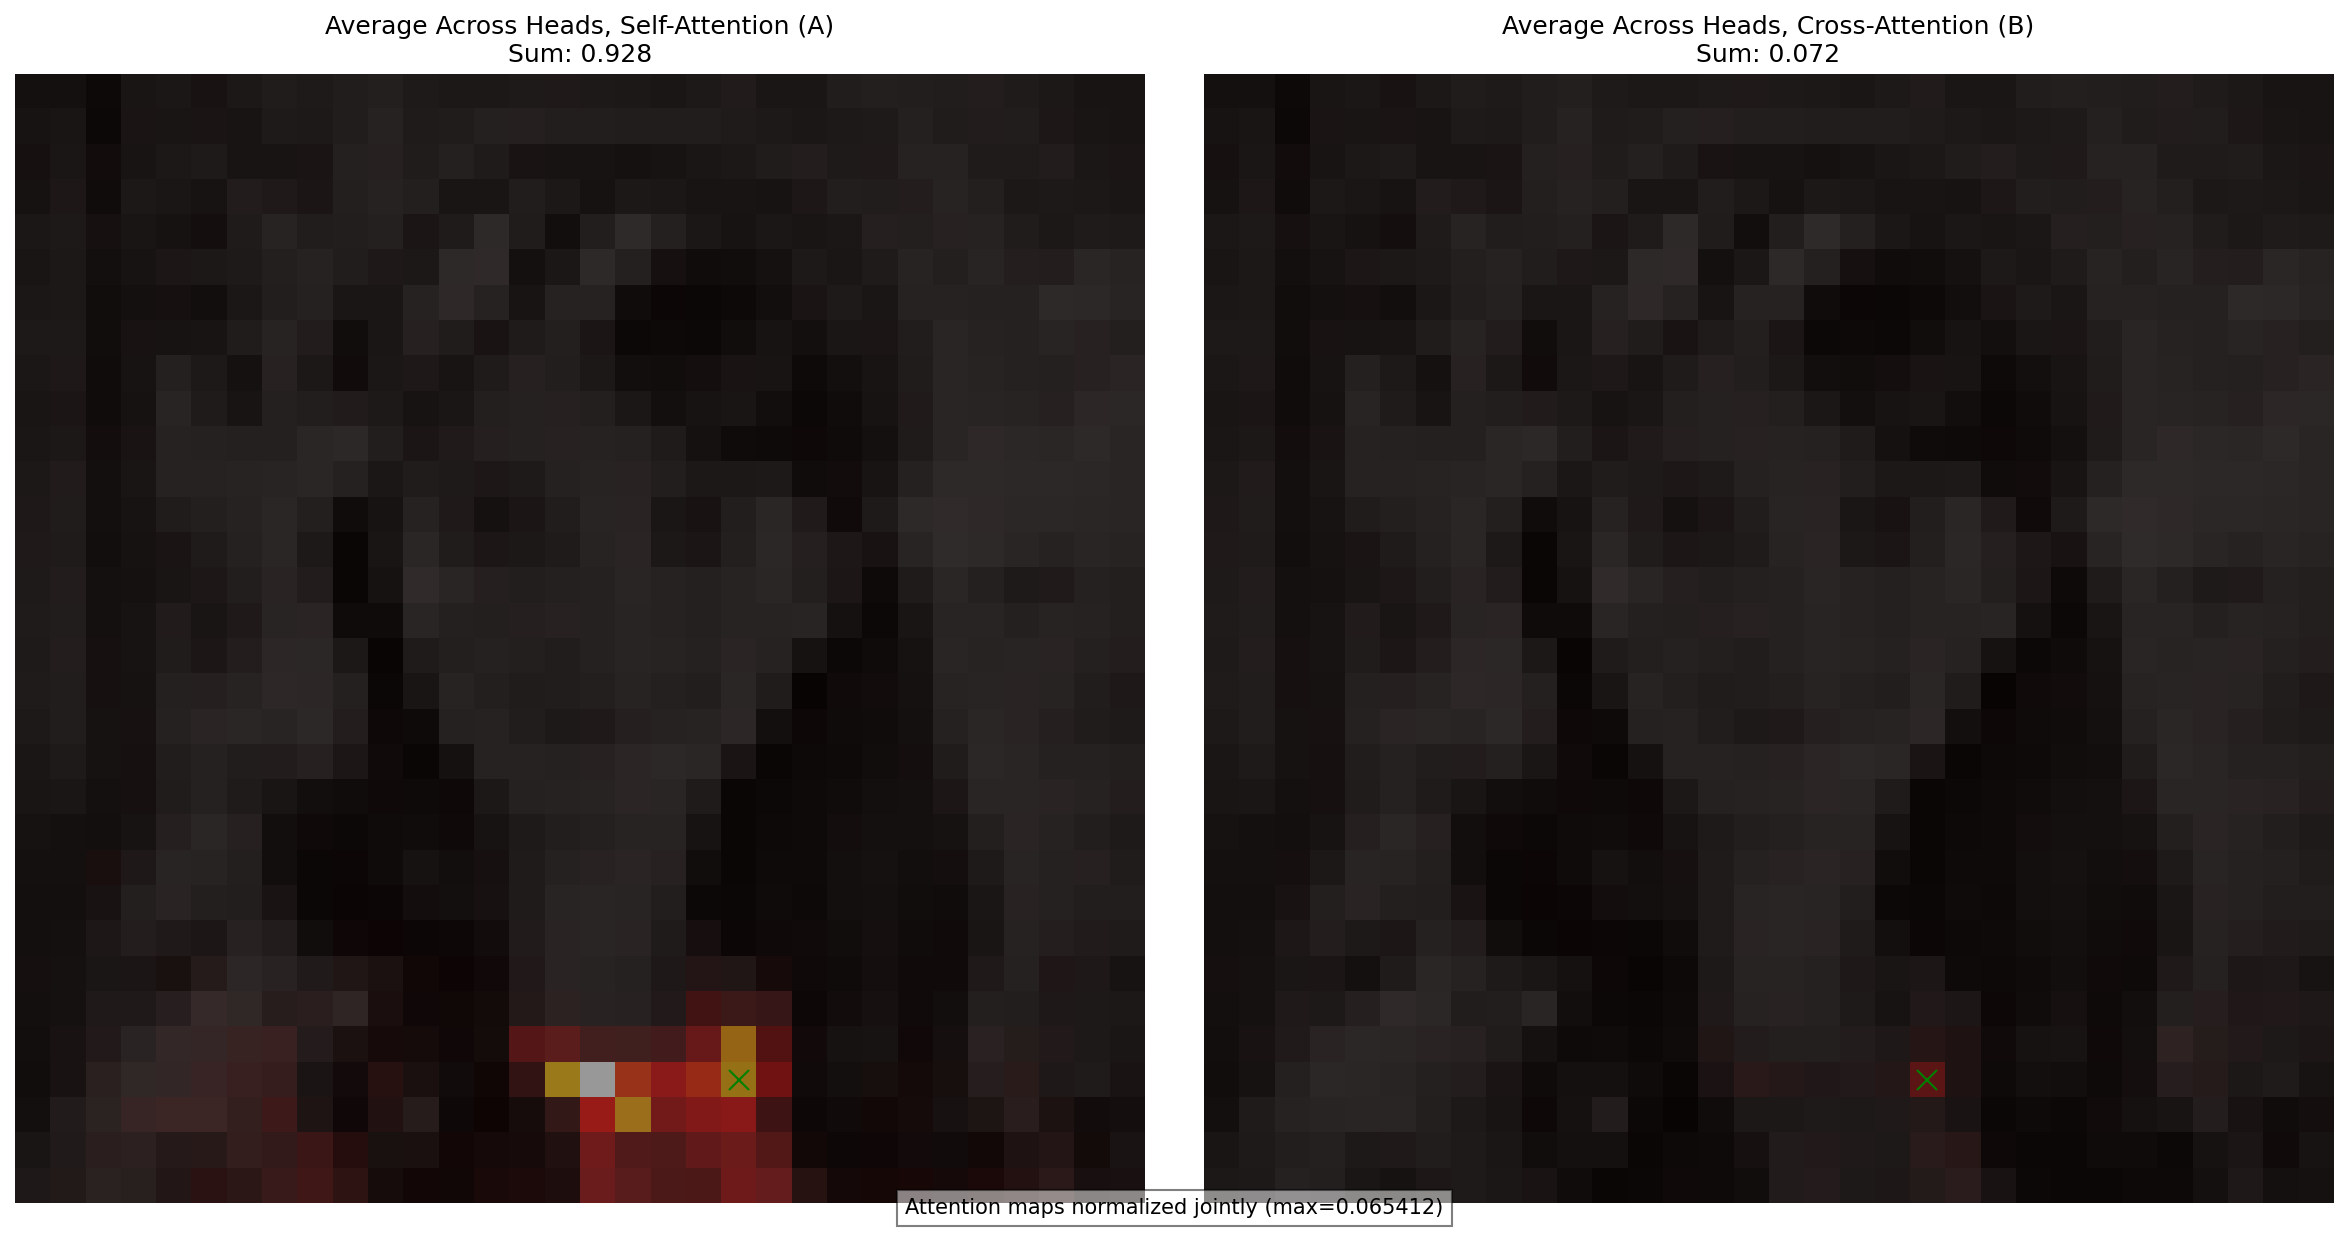 Average Across Heads, Self-Attention (A)
Sum: 0.928
Average Across Heads, Cross-Attention (B)
Sum: 0.072
Attention maps normalized jointly (max=0.065412)